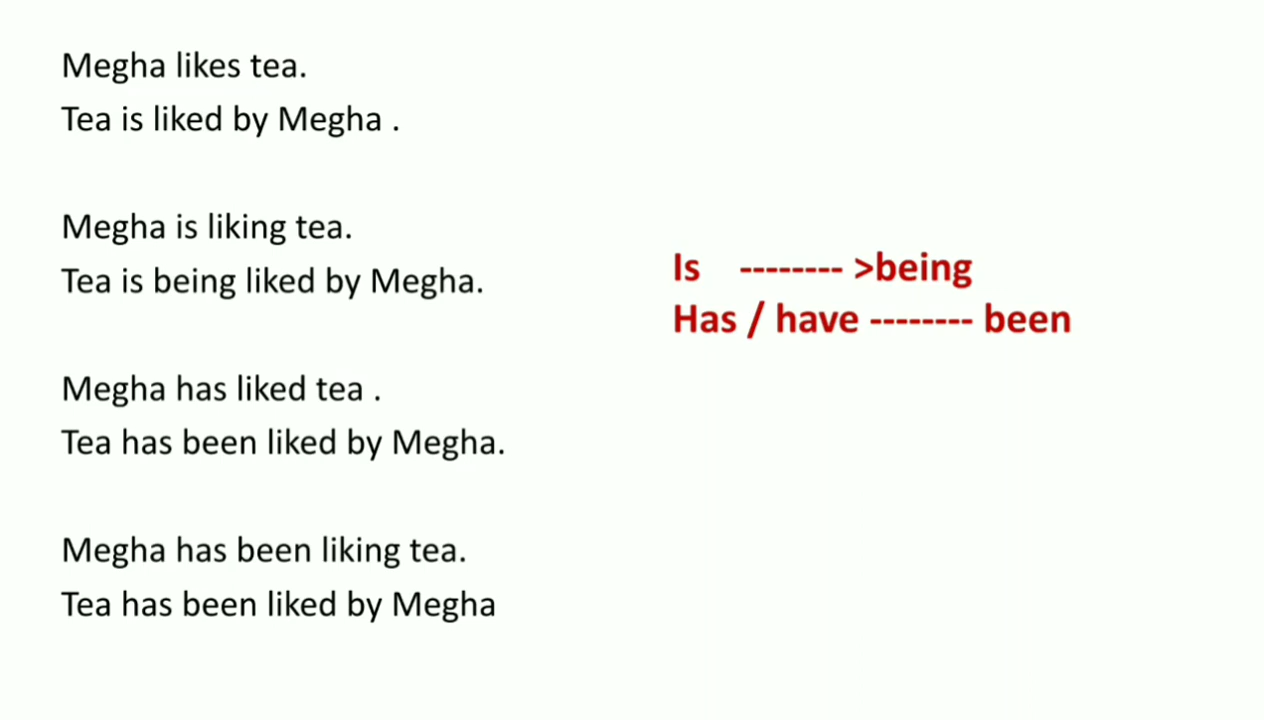 Megha likes tea.
Tea is liked by Megha .
Megha is liking tea.
Tea is being liked by Megha.
Megha has liked tea .
Tea has been liked by Megha.
Megha has been liking tea.
Tea has been liked by Megha
Is -------- >being
Has / have -------- been